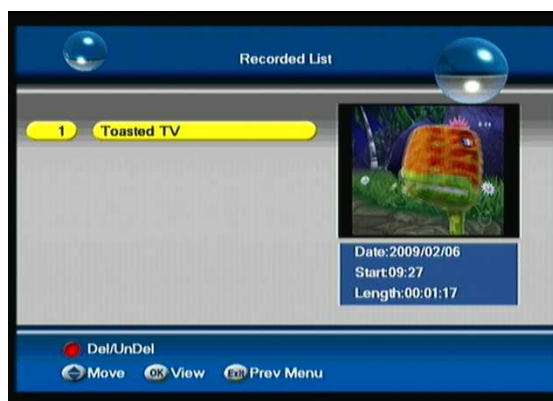 Recorded List
1 Toasted TV
Date:2009/02/06
Start:09:27
Length:00:01:17
Del/UnDel
Move OK View Exit Prev Menu